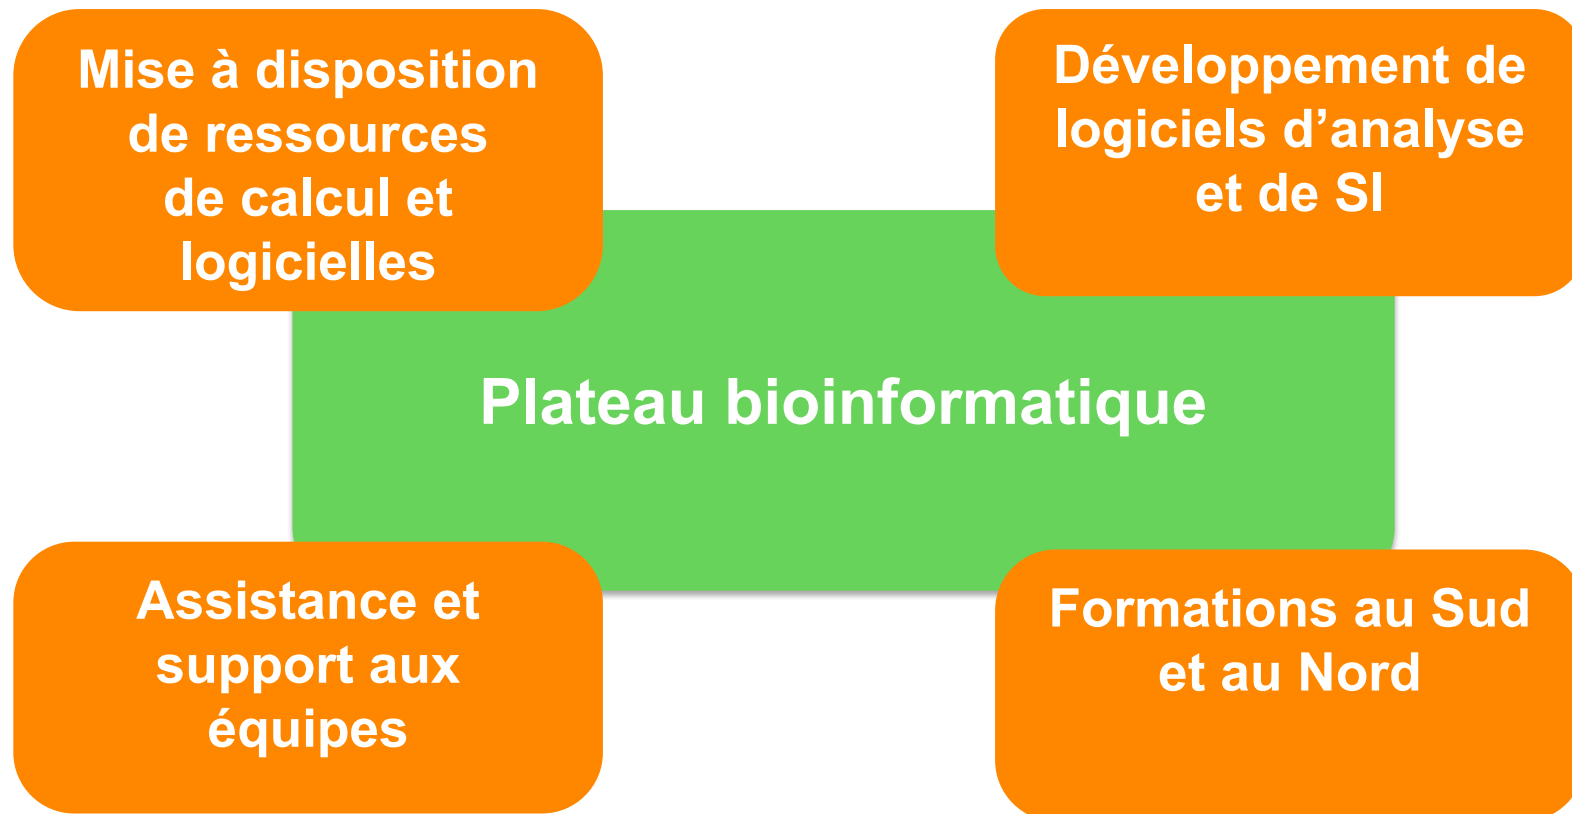 Mise à disposition
de ressources
de calcul et
logicielles
Développement de
logiciels d’analyse
et de SI
Plateau bioinformatique
Assistance et
support aux
équipes
Formations au Sud
et au Nord